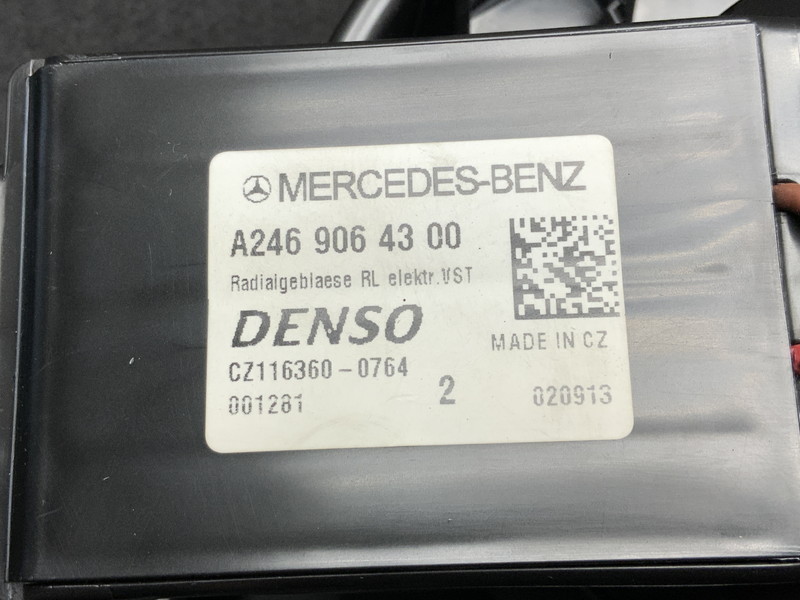 MERCEDES-BENZ
A246 906 43 00
Radialgeblaese RL elektr.VST
DENSO
MADE IN CZ
CZ116360-0764
001281
2
020913